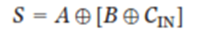 S = A ⊕ [B ⊕ C_IN]